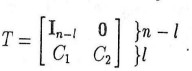 T = [ I_{n-l} 0 ] }n − l
[ C_1 C_2 ] }l